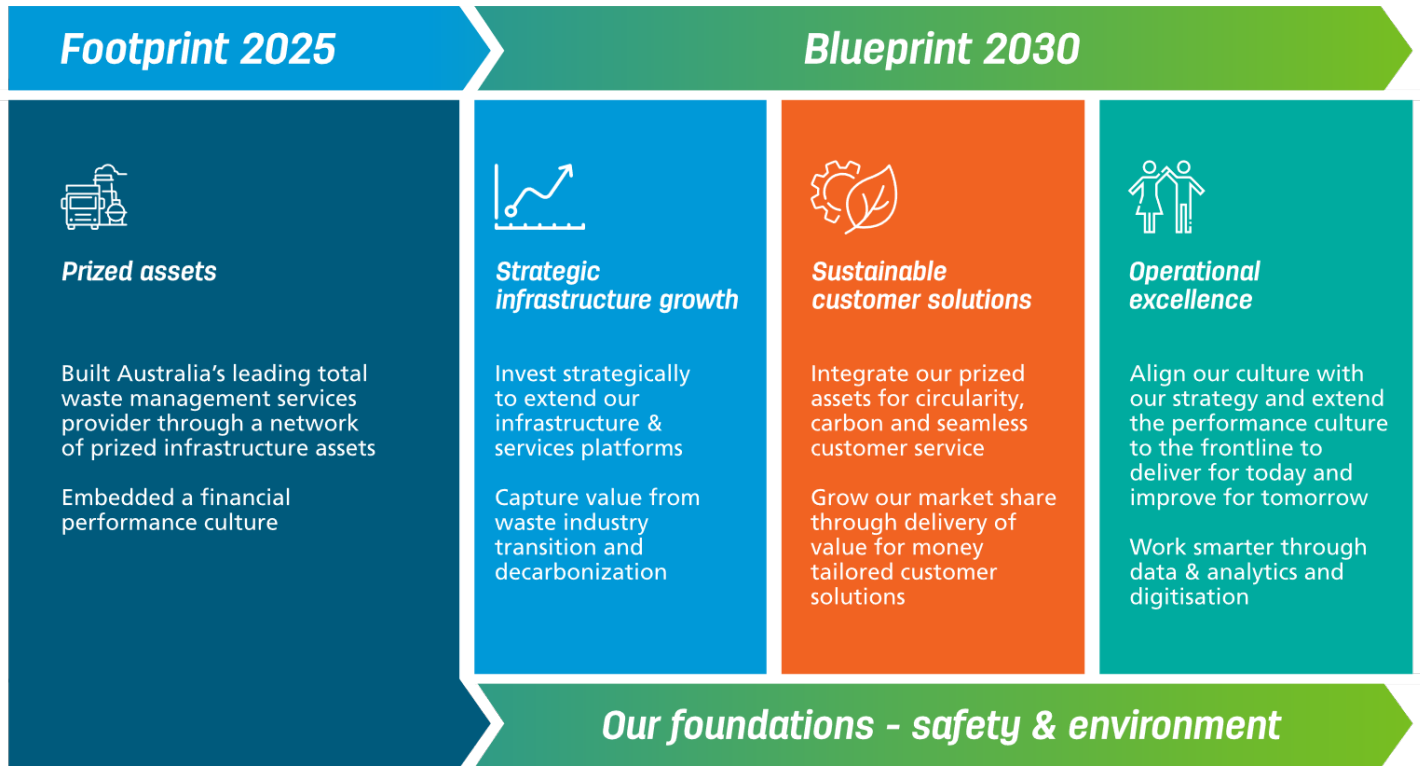 Footprint 2025
Blueprint 2030
Prized assets
Built Australia’s leading total
waste management services
provider through a network
of prized infrastructure assets
Embedded a financial
performance culture
Strategic
infrastructure growth
Invest strategically
to extend our
infrastructure &
services platforms
Capture value from
waste industry
transition and
decarbonization
Sustainable
customer solutions
Integrate our prized
assets for circularity,
carbon and seamless
customer service
Grow our market share
through delivery of
value for money
tailored customer
solutions
Operational
excellence
Align our culture with
our strategy and extend
the performance culture
to the frontline to
deliver for today and
improve for tomorrow
Work smarter through
data & analytics and
digitisation
Our foundations - safety & environment